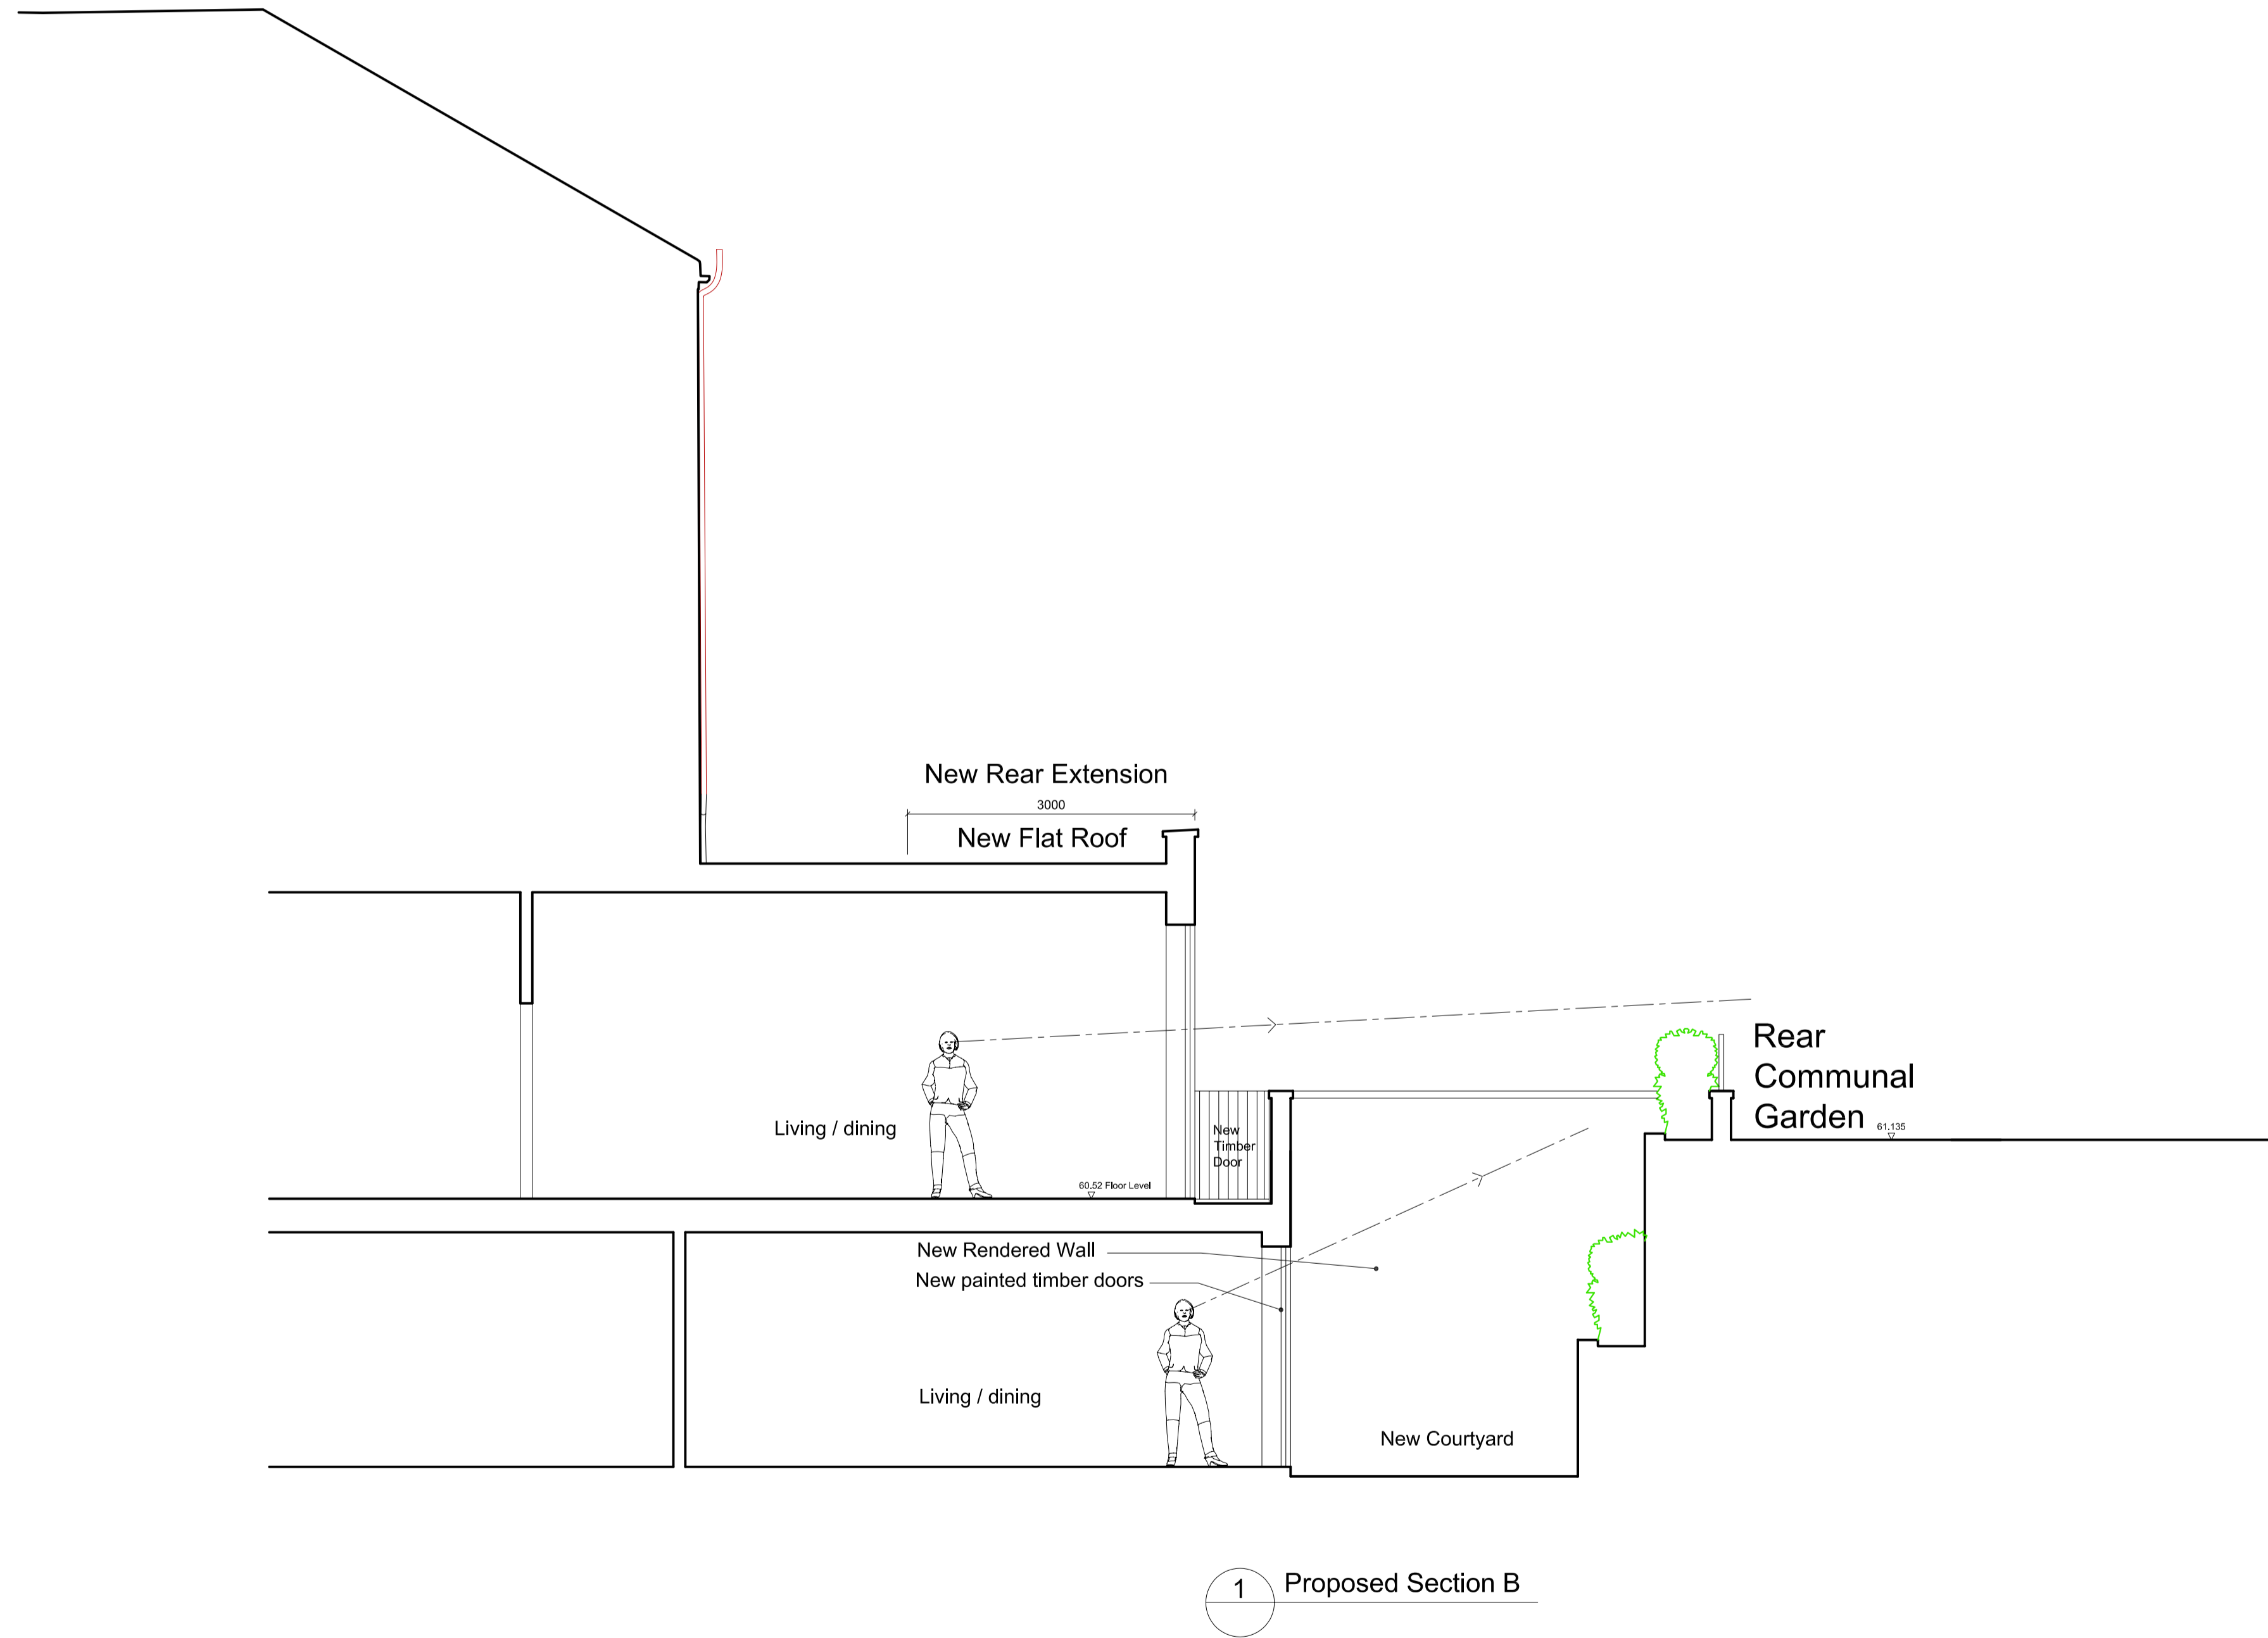 New Rear Extension
3000
New Flat Roof
Rear
Communal
Garden
61.135
Living / dining
New
Timber
Door
60.52 Floor Level
New Rendered Wall
New painted timber doors
Living / dining
New Courtyard
1
Proposed Section B